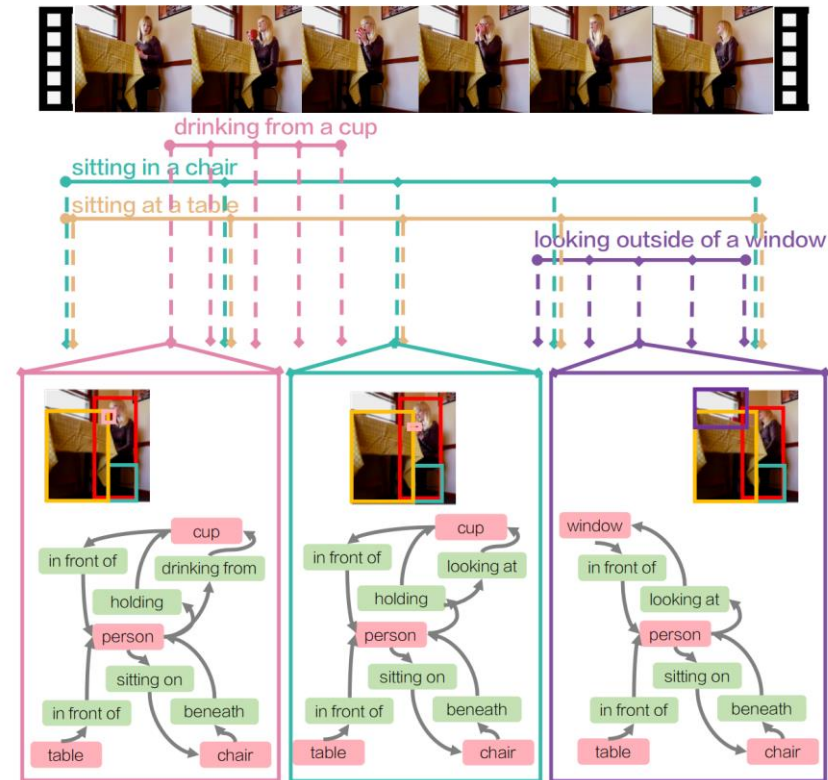 drinking from a cup
sitting in a chair
sitting at a table
looking outside of a window
cup
in front of
drinking from
holding
person
sitting on
in front of
beneath
table
chair
cup
in front of
looking at
holding
person
sitting on
in front of
beneath
table
chair
window
in front of
looking at
person
sitting on
in front of
beneath
table
chair